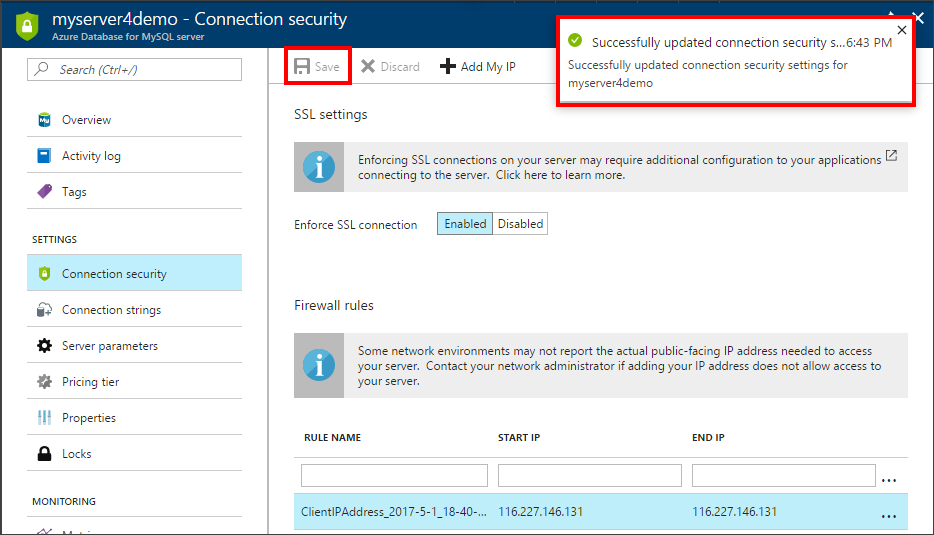 myserver4demo - Connection security
Azure Database for MySQL server
Successfully updated connection security s...6:43 PM
Successfully updated connection security settings for
myserver4demo
Search (Ctrl+/)
Save
Discard
Add My IP
Overview
Activity log
Tags
SETTINGS
Connection security
Connection strings
Server parameters
Pricing tier
Properties
Locks
MONITORING
SSL settings
Enforcing SSL connections on your server may require additional configuration to your applications
connecting to the server. Click here to learn more.
Enforce SSL connection
Enabled
Disabled
Firewall rules
Some network environments may not report the actual public-facing IP address needed to access
your server. Contact your network administrator if adding your IP address does not allow access to
your server.
RULE NAME START IP END IP
...
ClientIPAddress_2017-5-1_18-40-... 116.227.146.131 116.227.146.131 ...